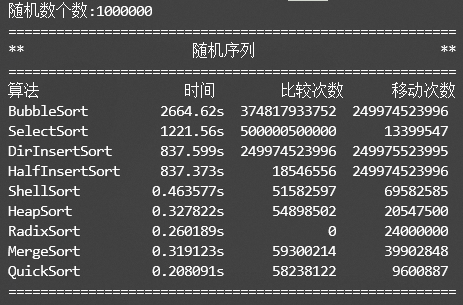 随机数个数:1000000
============================================================
** 随机序列 **
============================================================
算法 时间 比较次数 移动次数
BubbleSort 2664.62s 374817933752 249974523996
SelectSort 1221.56s 500000500000 13399547
DirInsertSort 837.599s 249974523996 249975523995
HalfInsertSort 837.373s 18546556 249974523996
ShellSort 0.463577s 51582597 69582585
HeapSort 0.327822s 54898502 20547500
RadixSort 0.260189s 0 24000000
MergeSort 0.319123s 59300214 39902848
QuickSort 0.208091s 58238122 9600887
============================================================